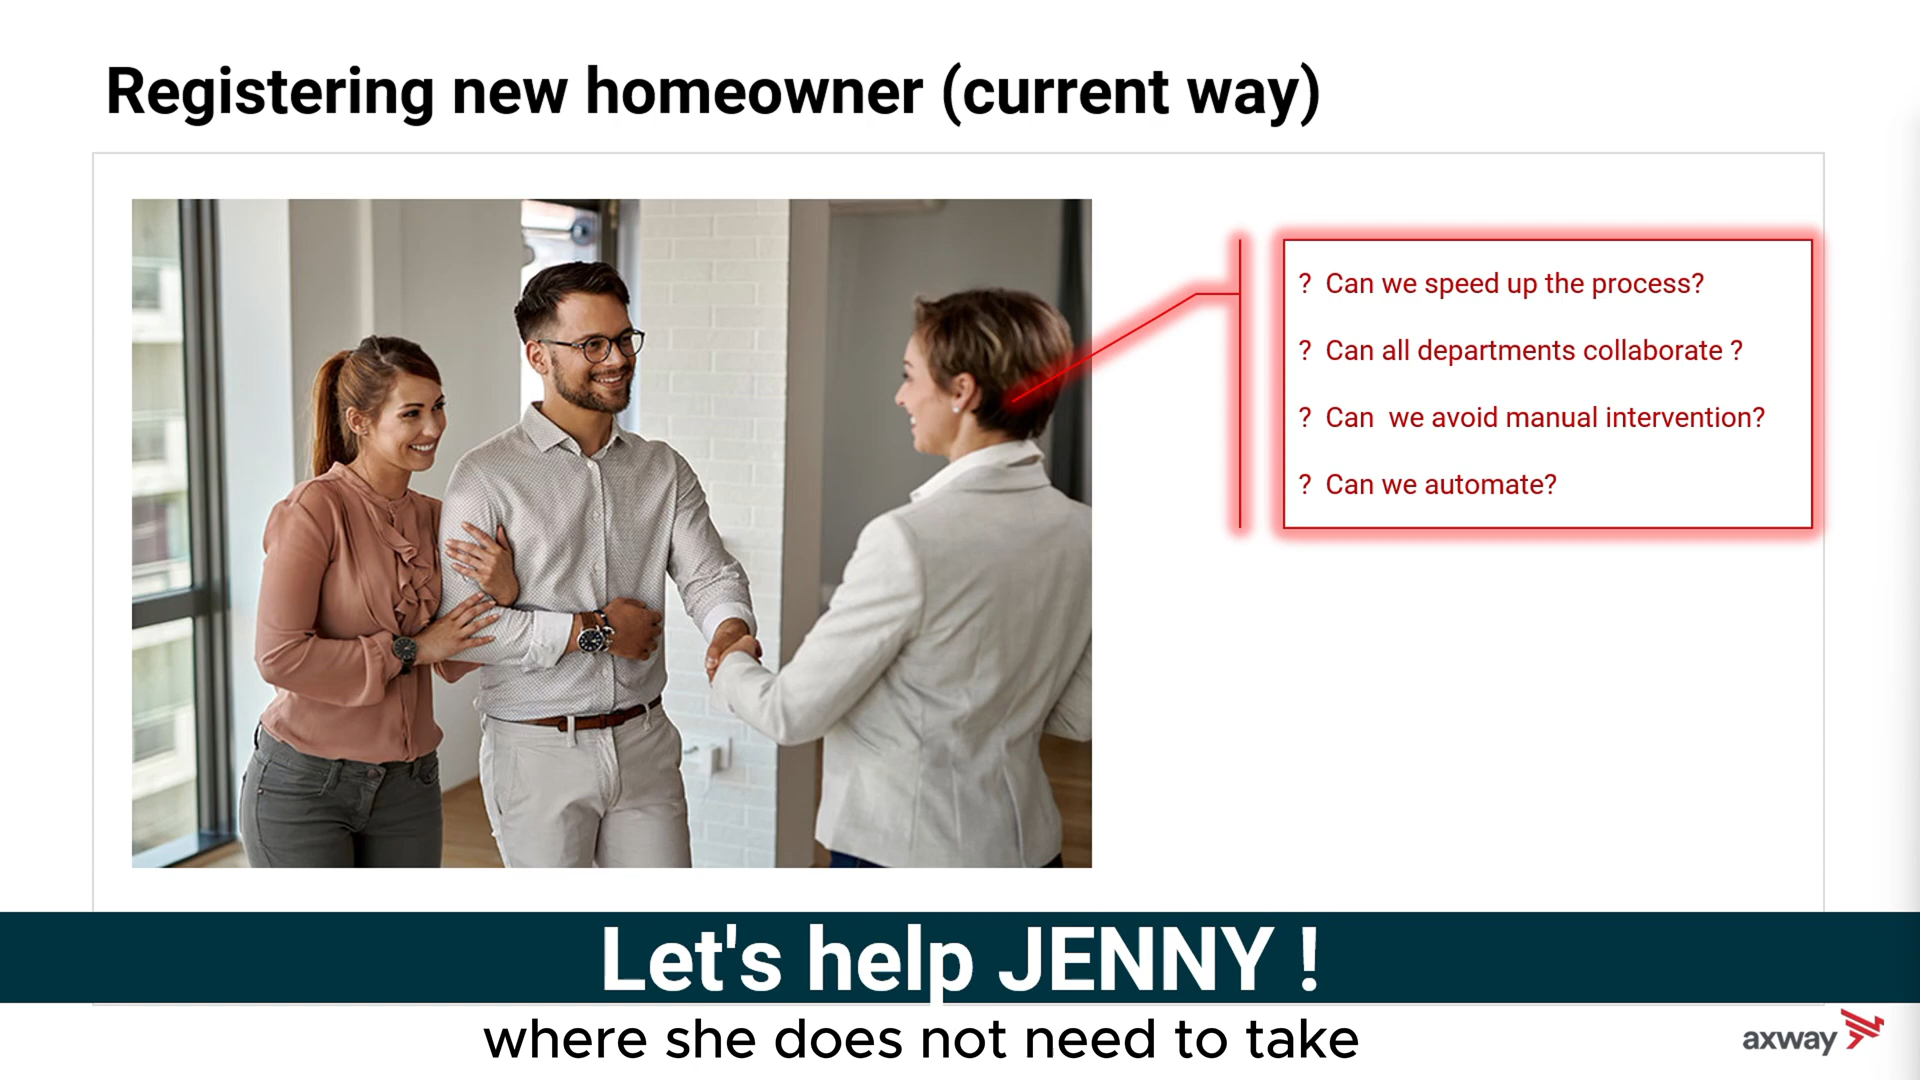 Registering new homeowner (current way)
? Can we speed up the process?
? Can all departments collaborate ?
? Can  we avoid manual intervention?
? Can we automate?
Let's help JENNY !
where she does not need to take
axway